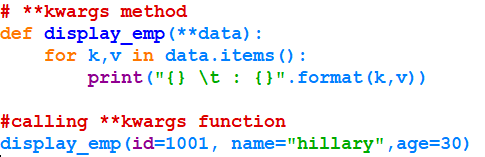 # **kwargs method
def display_emp(**data):
    for k,v in data.items():
        print("{} \t : {}".format(k,v))

#calling **kwargs function
display_emp(id=1001, name="hillary",age=30)